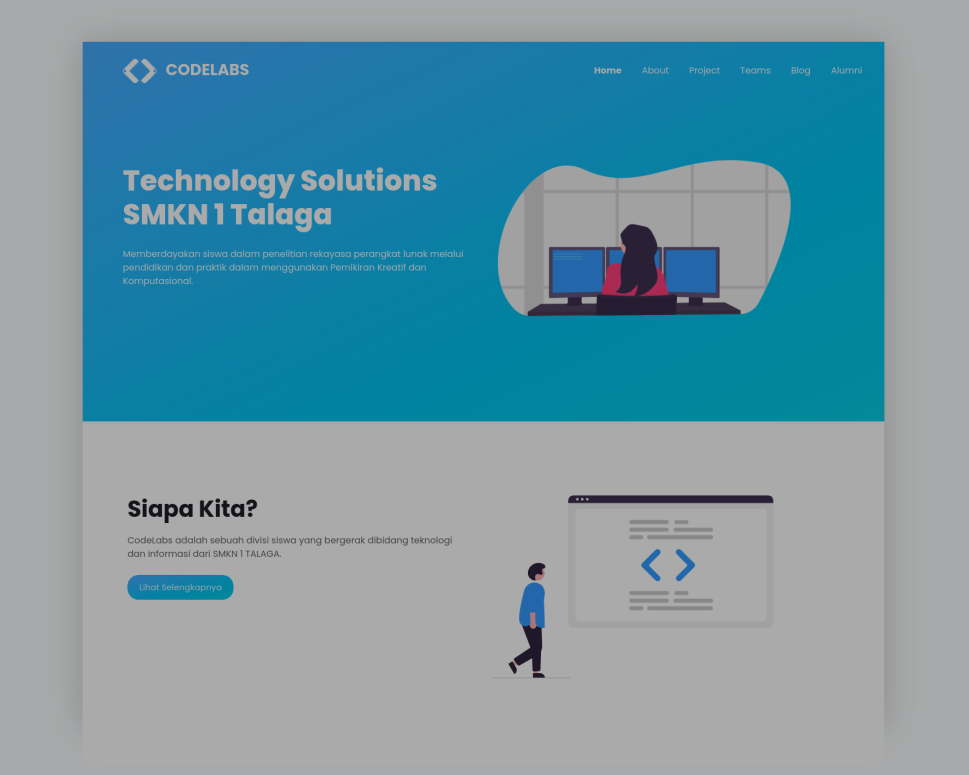 CODELABS
Home About Project Teams Blog Alumni
Technology Solutions
SMKN 1 Talaga
Memberdayakan siswa dalam penelitian rekayasa perangkat lunak melalui
pendidikan dan praktik dalam menggunakan Pemikiran Kreatif dan
Komputasional.
Siapa Kita?
CodeLabs adalah sebuah divisi siswa yang bergerak dibidang teknologi
dan informasi dari SMKN 1 TALAGA.
Lihat Selengkapnya